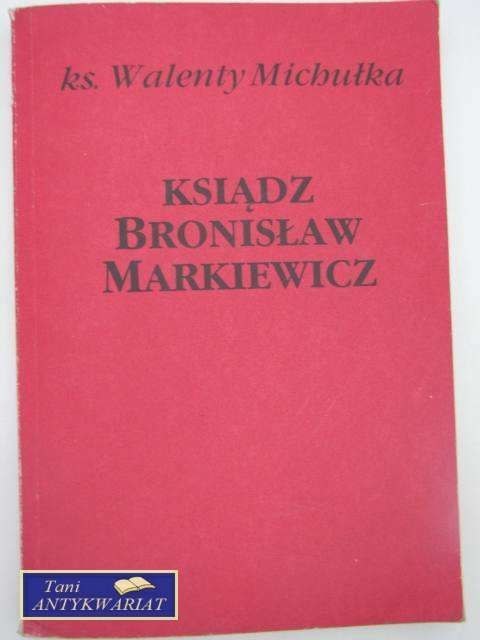 ks. Walenty Michułka
KSIĄDZ
BRONISŁAW
MARKIEWICZ
Tani
ANTYKWARIAT